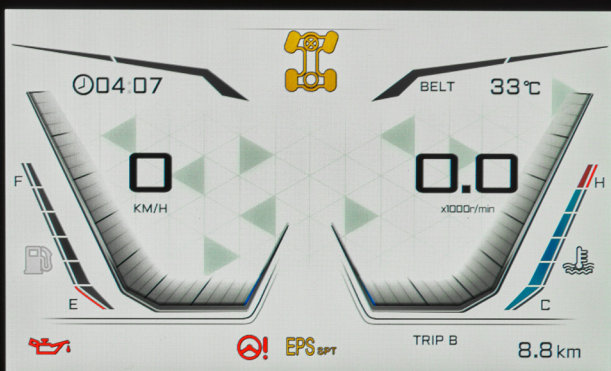 04:07
BELT 33℃
0
KM/H
0.0
x1000r/min
F
E
H
C
! EPS SPT
TRIP B
8.8 km